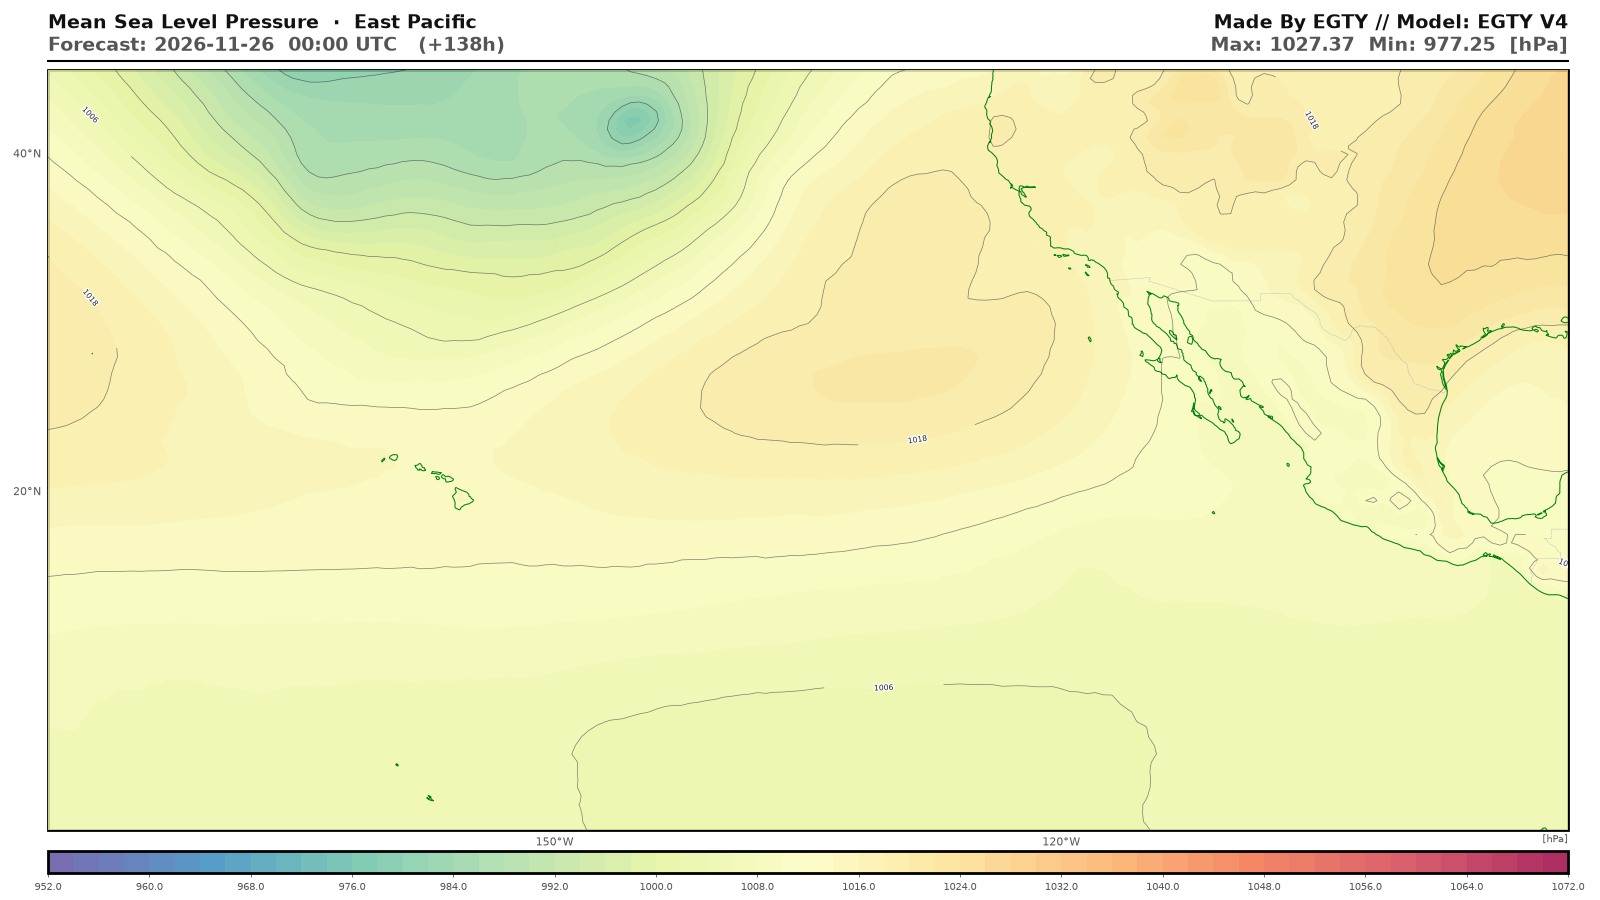 Mean Sea Level Pressure · East Pacific
Made By EGTY // Model: EGTY V4
Forecast: 2026-11-26 00:00 UTC (+138h)
Max: 1027.37 Min: 977.25 [hPa]
1006
1018
40°N
1018
1018
20°N
10
1006
150°W
120°W
[hPa]
952.0 960.0 968.0 976.0 984.0 992.0 1000.0 1008.0 1016.0 1024.0 1032.0 1040.0 1048.0 1056.0 1064.0 1072.0